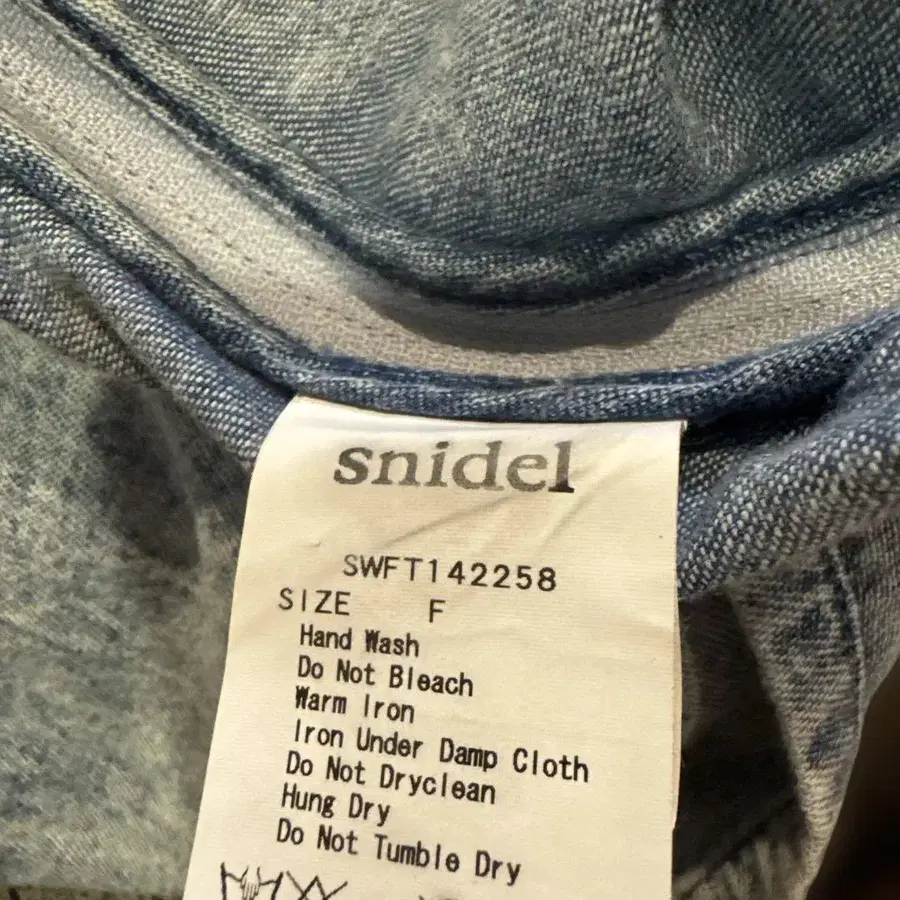 snidel
SWFT142258
SIZE F
Hand Wash
Do Not Bleach
Warm Iron
Iron Under Damp Cloth
Do Not Dryclean
Hung Dry
Do Not Tumble Dry